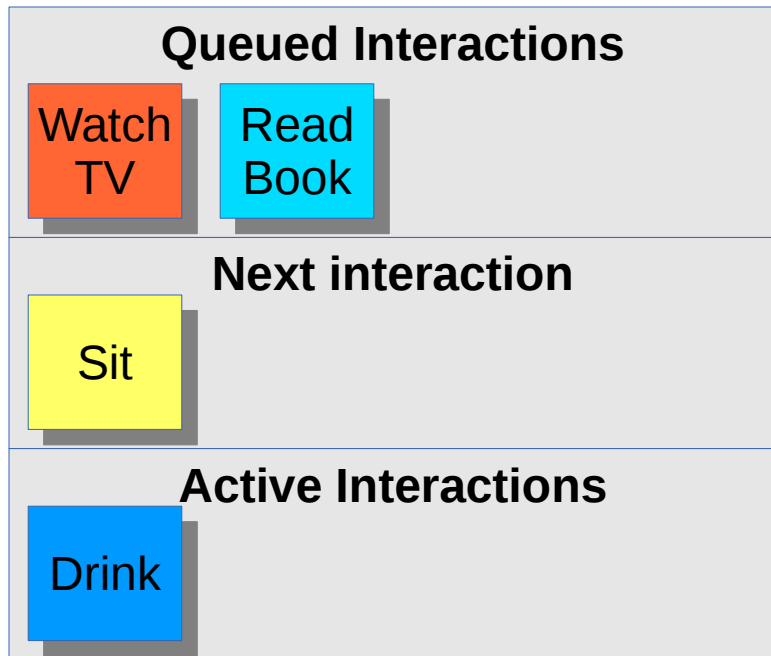 Queued Interactions
Watch
TV
Read
Book
Next interaction
Sit
Active Interactions
Drink